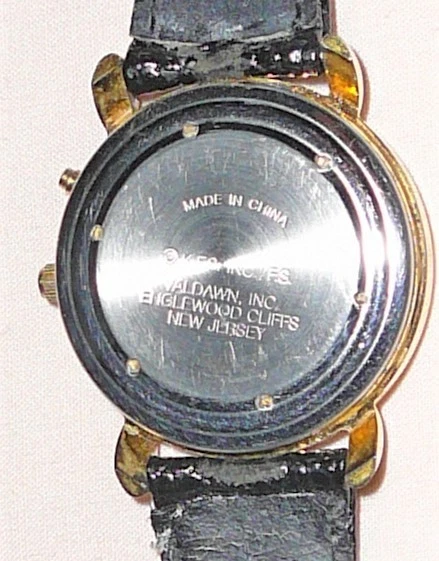 MADE IN CHINA
©
VALDAWN, INC.
ENGLEWOOD CLIFFS
NEW JERSEY